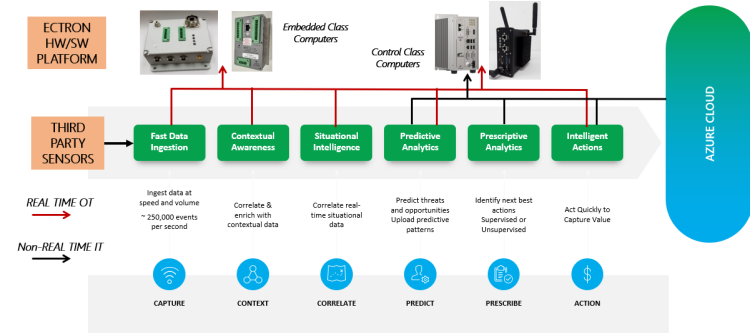 ECTRON
HW/SW
PLATFORM
Embedded Class
Computers
Control Class
Computers
AZURE CLOUD
THIRD
PARTY
SENSORS
Fast Data
Ingestion
Contextual
Awareness
Situational
Intelligence
Predictive
Analytics
Prescriptive
Analytics
Intelligent
Actions
REAL TIME OT
Non-REAL TIME IT
Ingest data at
speed and volume
~ 250,000 events
per second
Correlate &
enrich with
contextual data
Correlate real-
time situational
data
Predict threats
and opportunities
Upload predictive
patterns
Identify next best
actions
Supervised or
Unsupervised
Act Quickly to
Capture Value
CAPTURE
CONTEXT
CORRELATE
PREDICT
PRESCRIBE
ACTION